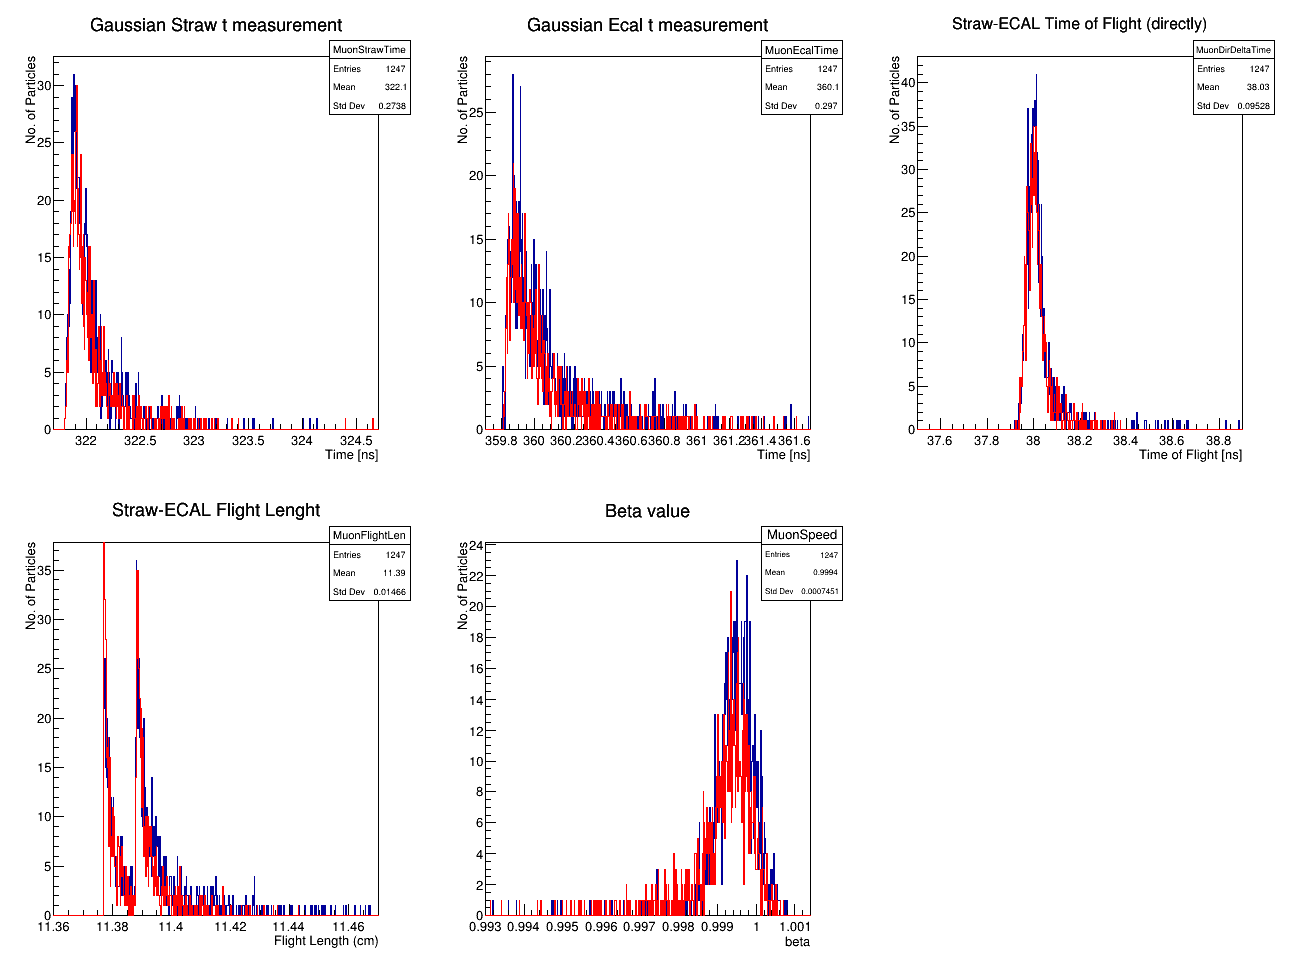 Gaussian Straw t measurement
No. of Particles
MuonStrawTime
Entries 1247
Mean 322.1
Std Dev 0.2738
30
25
20
15
10
5
0
322 322.5 323 323.5 324 324.5
Time [ns]
Gaussian Ecal t measurement
No. of Particles
MuonEcalTime
Entries 1247
Mean 360.1
Std Dev 0.297
25
20
15
10
5
0
359.8 360 360.2 360.4 360.6 360.8 361 361.2 361.4 361.6
Time [ns]
Straw-ECAL Time of Flight (directly)
No. of Particles
MuonDirDeltaTime
Entries 1247
Mean 38.03
Std Dev 0.09528
40
35
30
25
20
15
10
5
0
37.6 37.8 38 38.2 38.4 38.6 38.8
Time of Flight [ns]
Straw-ECAL Flight Lenght
No. of Particles
MuonFlightLen
Entries 1247
Mean 11.39
Std Dev 0.01466
35
30
25
20
15
10
5
0
11.36 11.38 11.4 11.42 11.44 11.46
Flight Length (cm)
Beta value
No. of Particles
MuonSpeed
Entries 1247
Mean 0.9994
Std Dev 0.0007451
24
22
20
18
16
14
12
10
8
6
4
2
0
0.993 0.994 0.995 0.996 0.997 0.998 0.999 1 1.001
beta